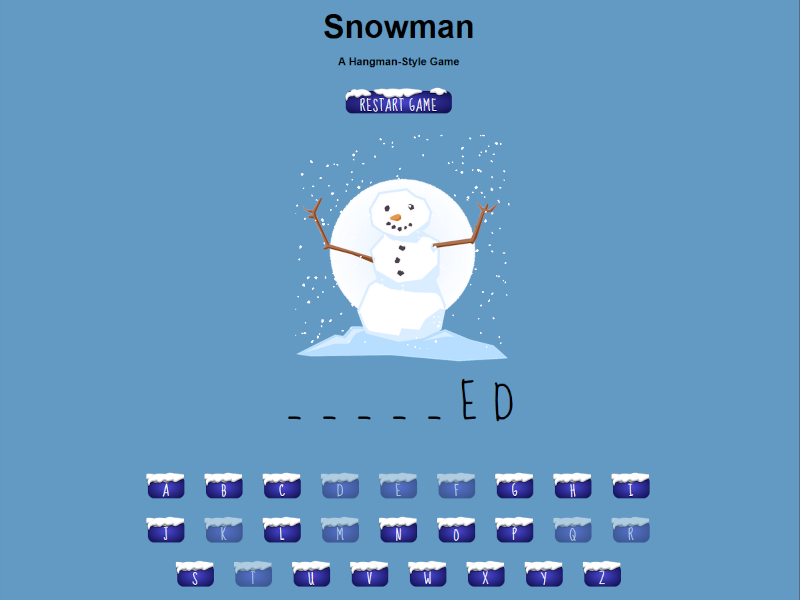 Snowman
A Hangman-Style Game
RESTART GAME
_ _ _ _ _ E D
A B C D E F G H I
J K L M N O P Q R
S T U V W X Y Z